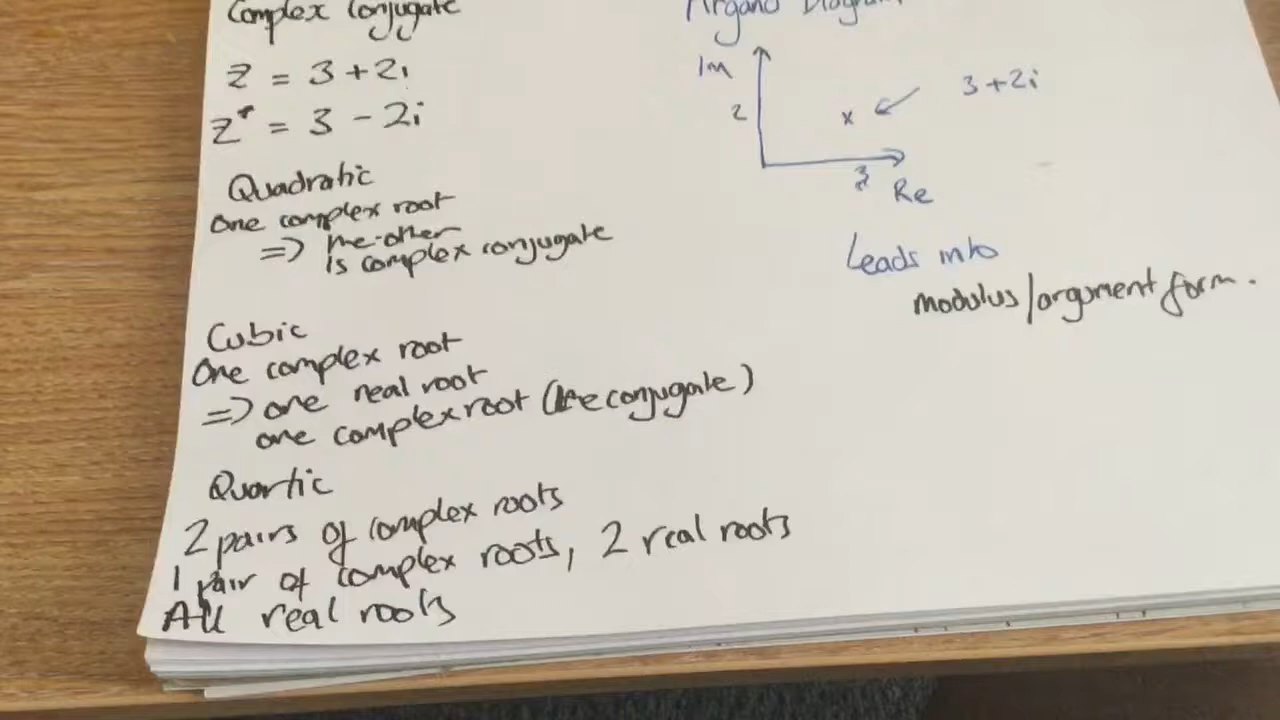 Complex Conjugate
z = 3 + 2i
z* = 3 - 2i
Quadratic
One complex root
=> the other
is complex conjugate
Cubic
One complex root
=> one real root
one complex root (the conjugate)
Quartic
2 pairs of complex roots
1 pair of complex roots, 2 real roots
All real roots
Argand Diagram
Im
2
x
3 + 2i
3
Re
Leads into
modulus/argument form.